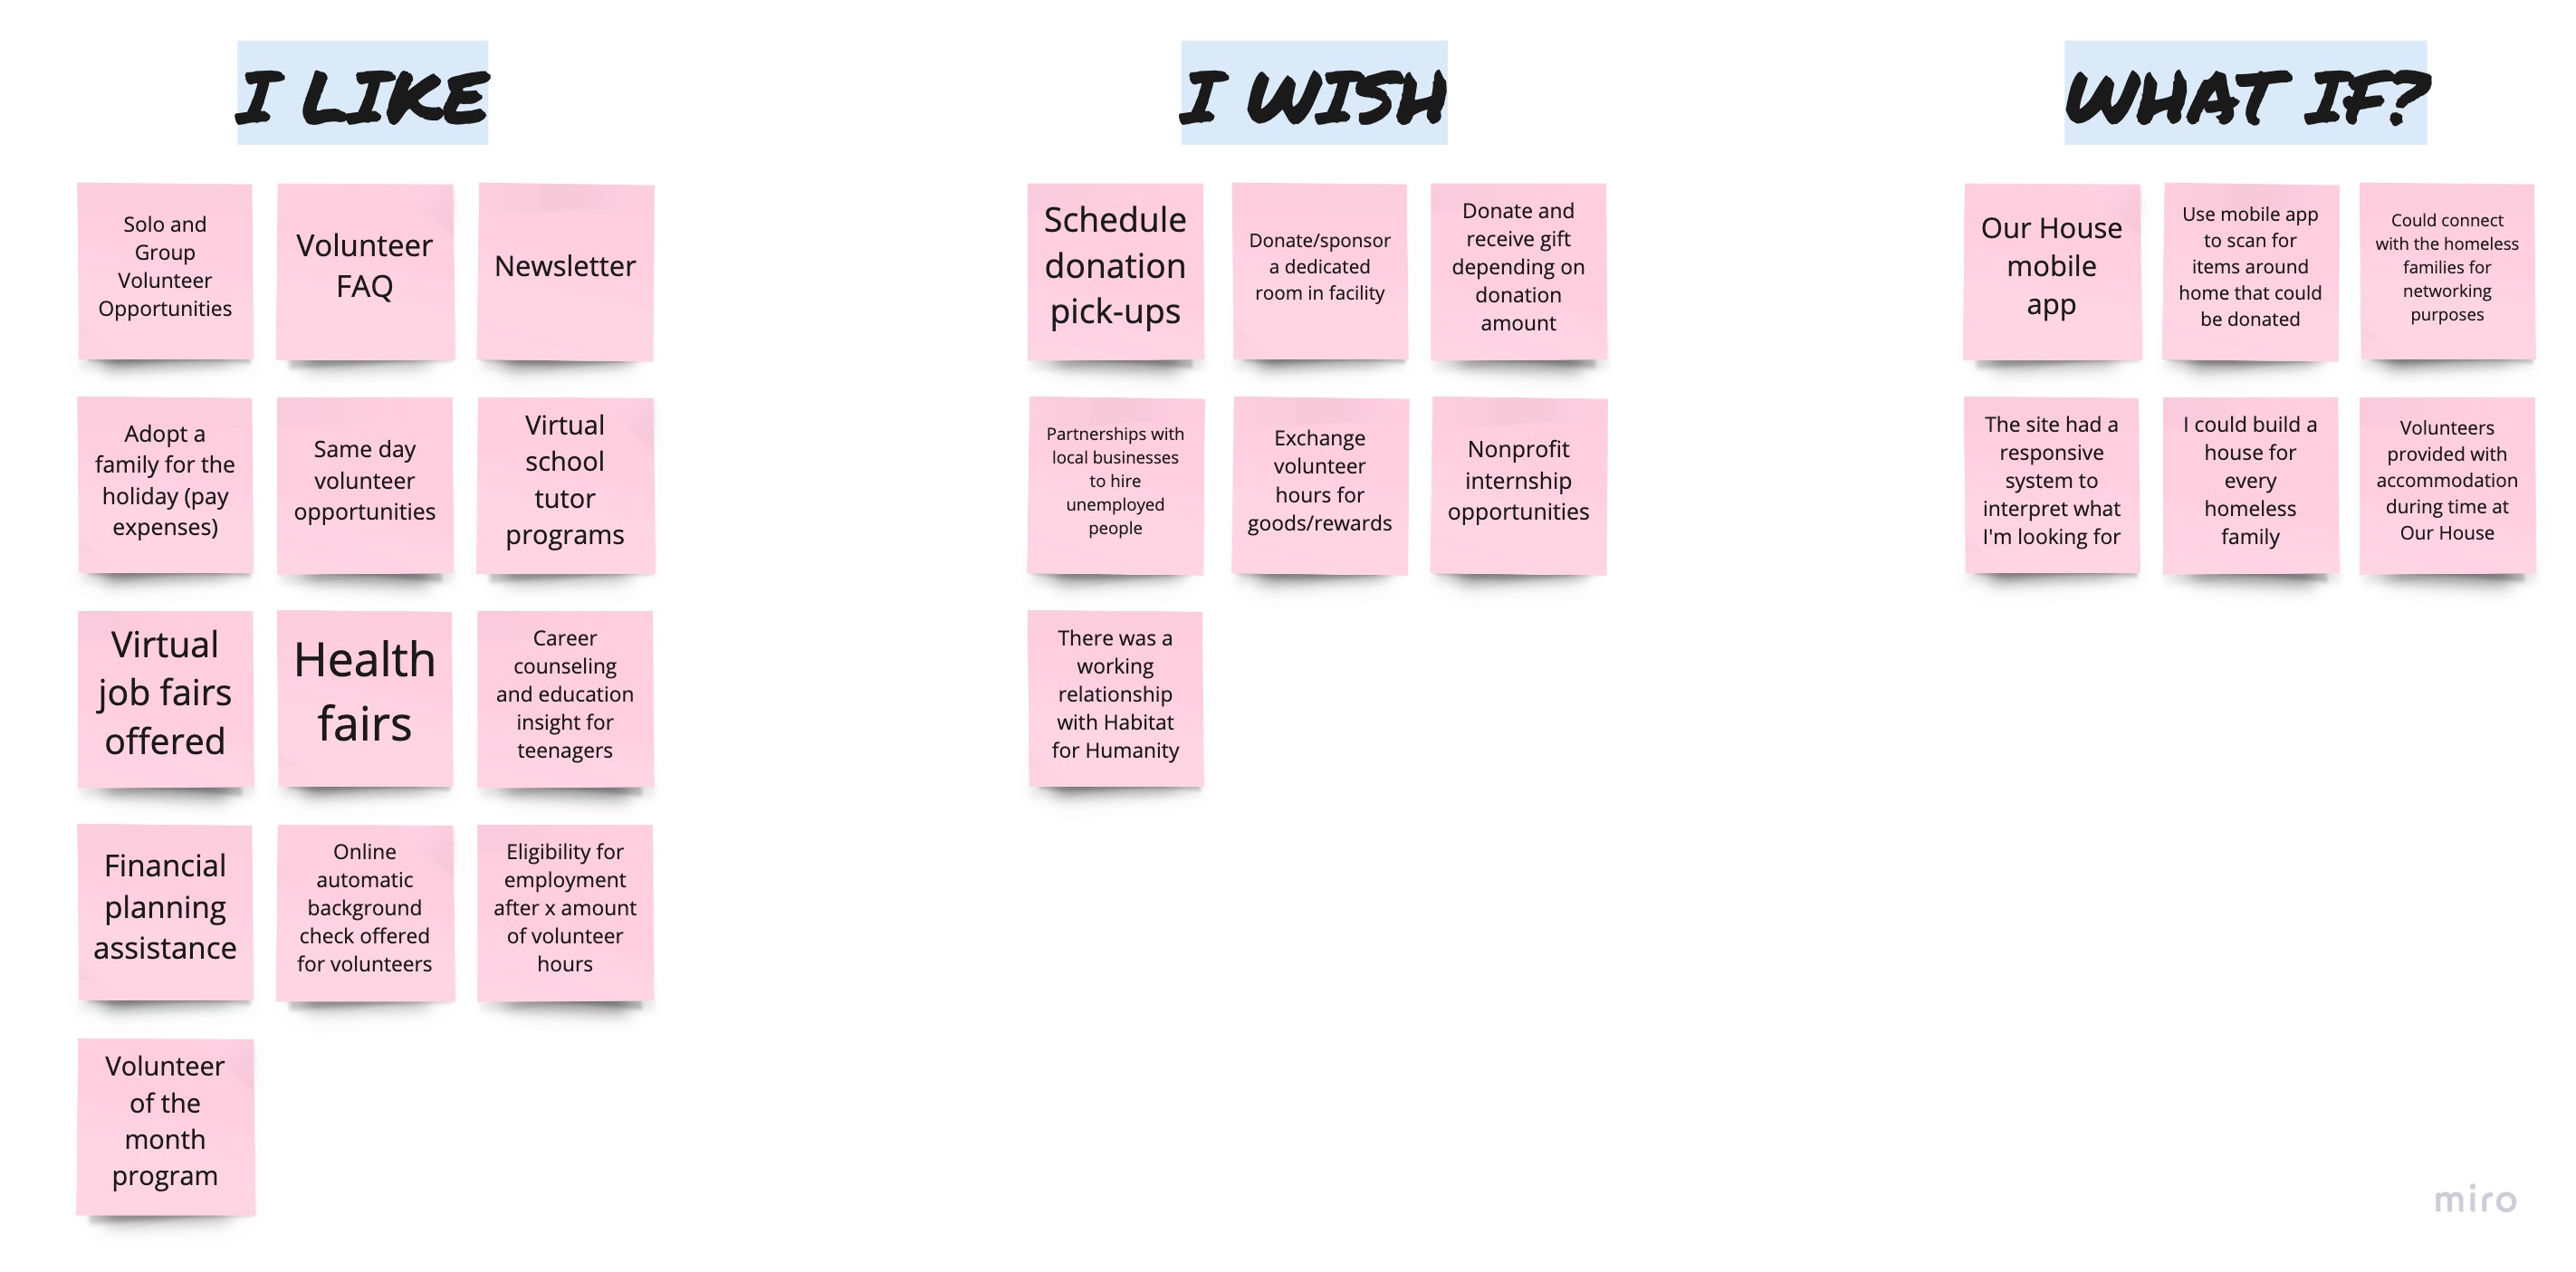 I LIKE
Solo and
Group
Volunteer
Opportunities
Volunteer
FAQ
Newsletter
Adopt a
family for the
holiday (pay
expenses)
Same day
volunteer
opportunities
Virtual
school
tutor
programs
Virtual
job fairs
offered
Health
fairs
Career
counseling
and education
insight for
teenagers
Financial
planning
assistance
Online
automatic
background
check offered
for volunteers
Eligibility for
employment
after x amount
of volunteer
hours
Volunteer
of the
month
program
I WISH
Schedule
donation
pick-ups
Donate/sponsor
a dedicated
room in facility
Donate and
receive gift
depending on
donation
amount
Partnerships with
local businesses
to hire
unemployed
people
Exchange
volunteer
hours for
goods/rewards
Nonprofit
internship
opportunities
There was a
working
relationship
with Habitat
for Humanity
WHAT IF?
Our House
mobile
app
Use mobile app
to scan for
items around
home that could
be donated
Could connect
with the homeless
families for
networking
purposes
The site had a
responsive
system to
interpret what
I'm looking for
I could build a
house for
every
homeless
family
Volunteers
provided with
accommodation
during time at
Our House
miro